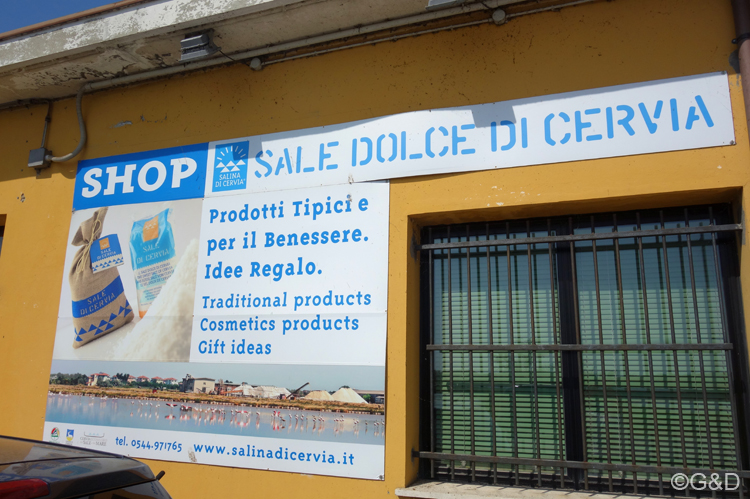 SHOP
SALINA
DI CERVIA
SALE DOLCE DI CERVIA
Prodotti Tipici e
per il Benessere.
Idee Regalo.
Traditional products
Cosmetics products
Gift ideas
SALE
DI CERVIA
SALE
DI CERVIA
tel. 0544.971765 www.salinadicervia.it
©G&D